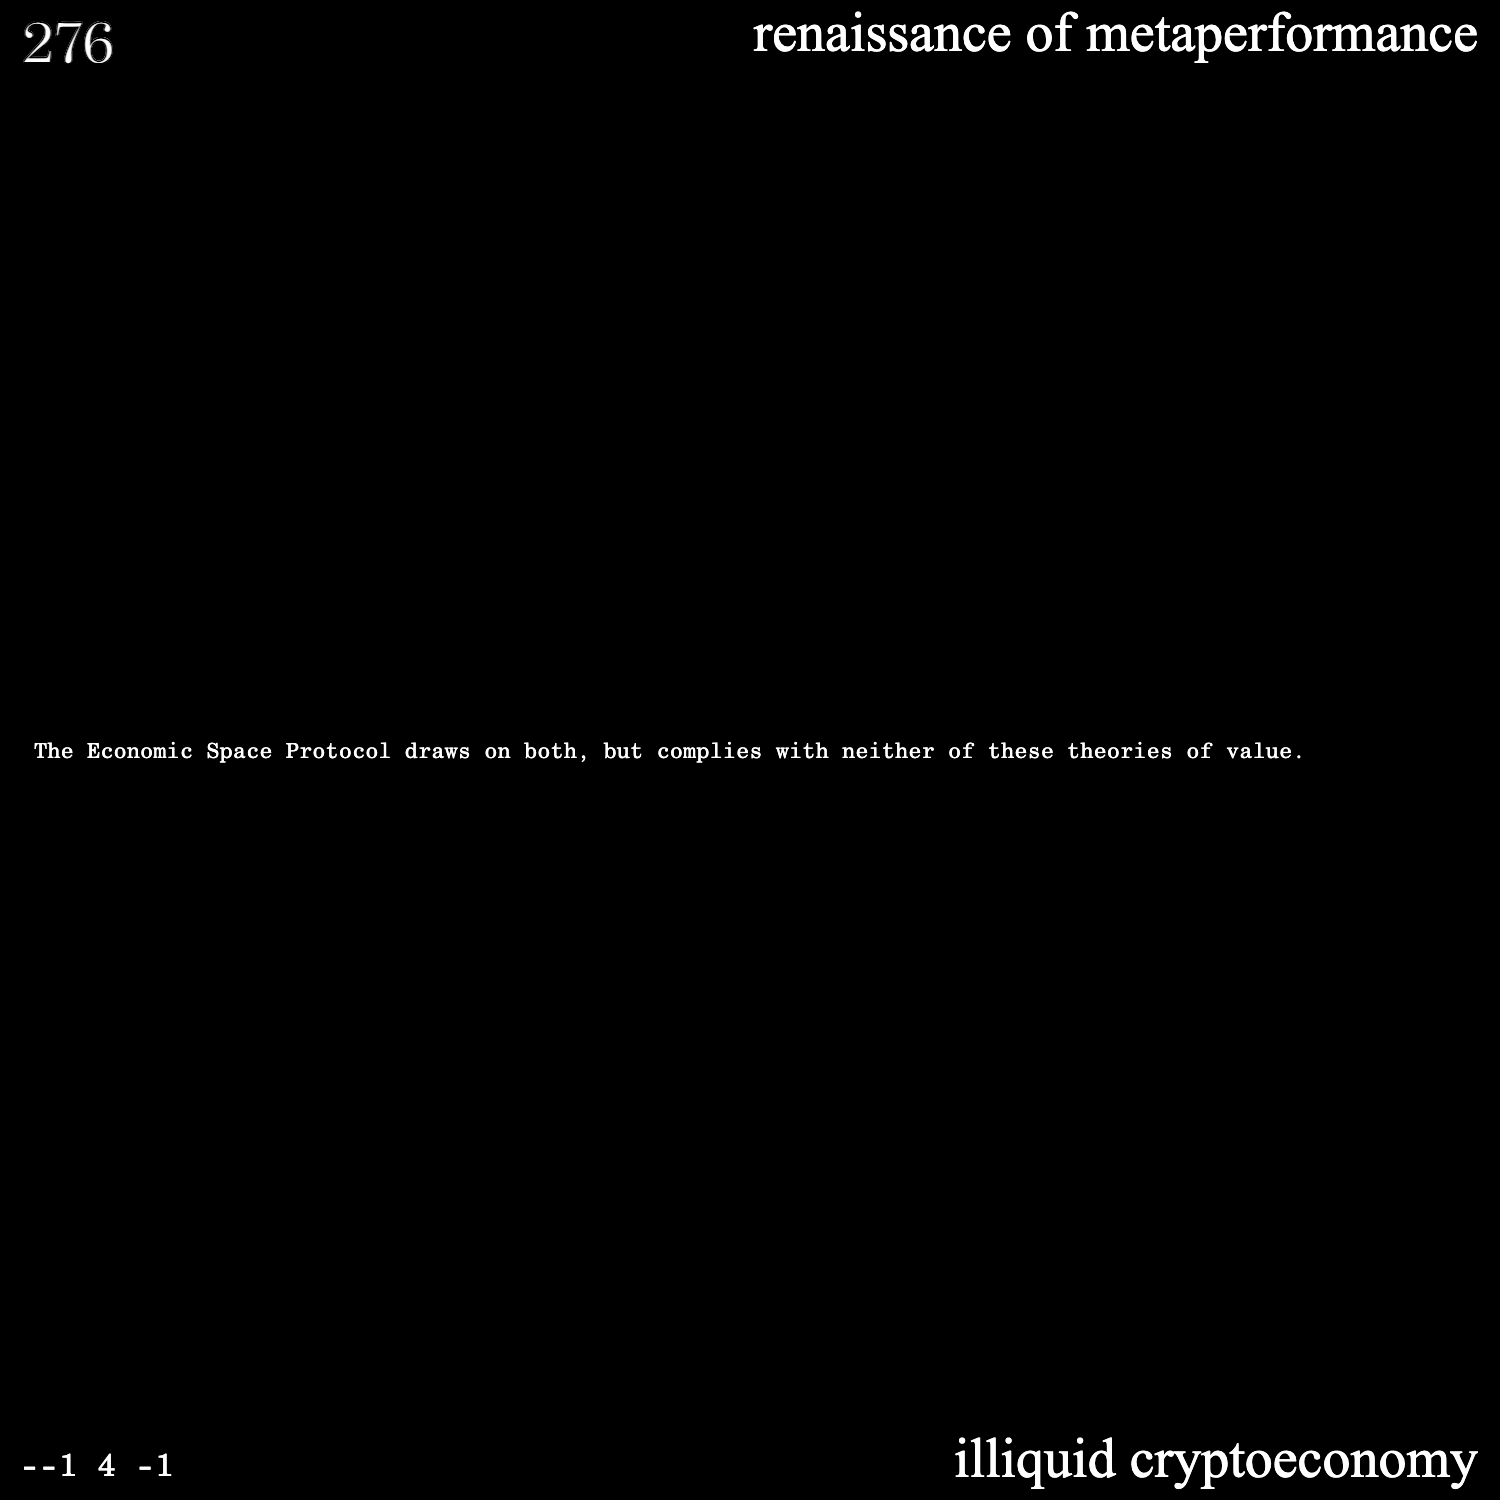 276
renaissance of metaperformance
The Economic Space Protocol draws on both, but complies with neither of these theories of value.
--1 4 -1
illiquid cryptoeconomy